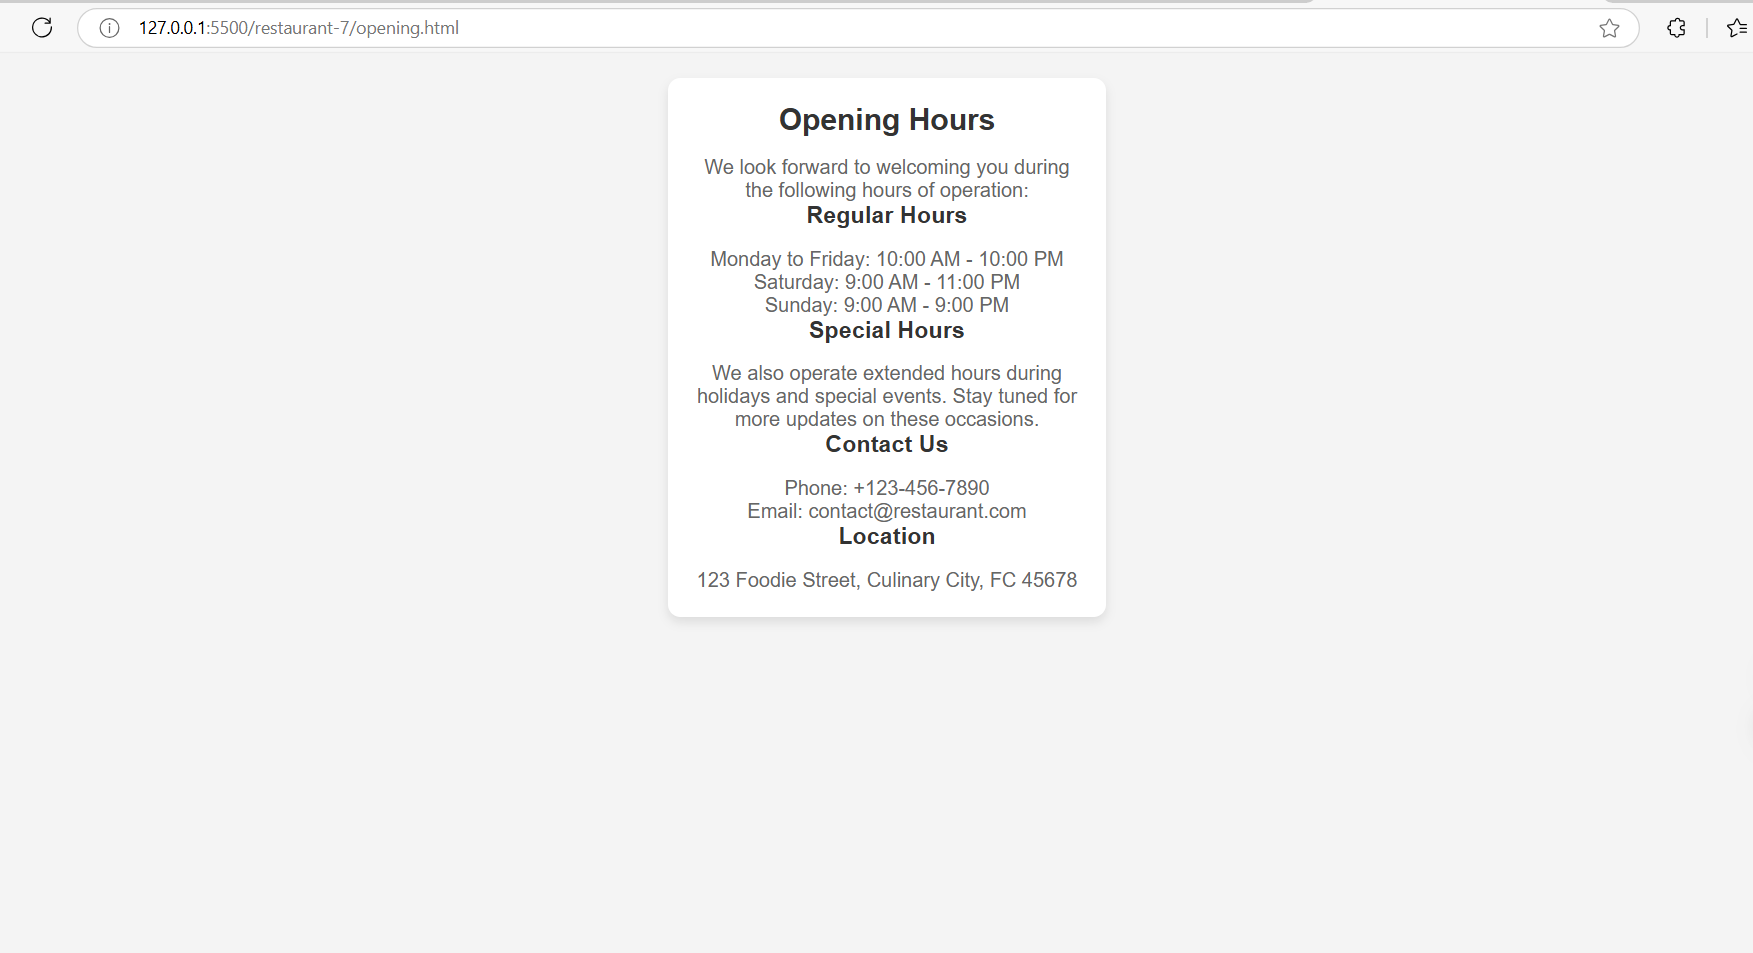 127.0.0.1:5500/restaurant-7/opening.html
Opening Hours
We look forward to welcoming you during
the following hours of operation:
Regular Hours
Monday to Friday: 10:00 AM - 10:00 PM
Saturday: 9:00 AM - 11:00 PM
Sunday: 9:00 AM - 9:00 PM
Special Hours
We also operate extended hours during
holidays and special events. Stay tuned for
more updates on these occasions.
Contact Us
Phone: +123-456-7890
Email: contact@restaurant.com
Location
123 Foodie Street, Culinary City, FC 45678